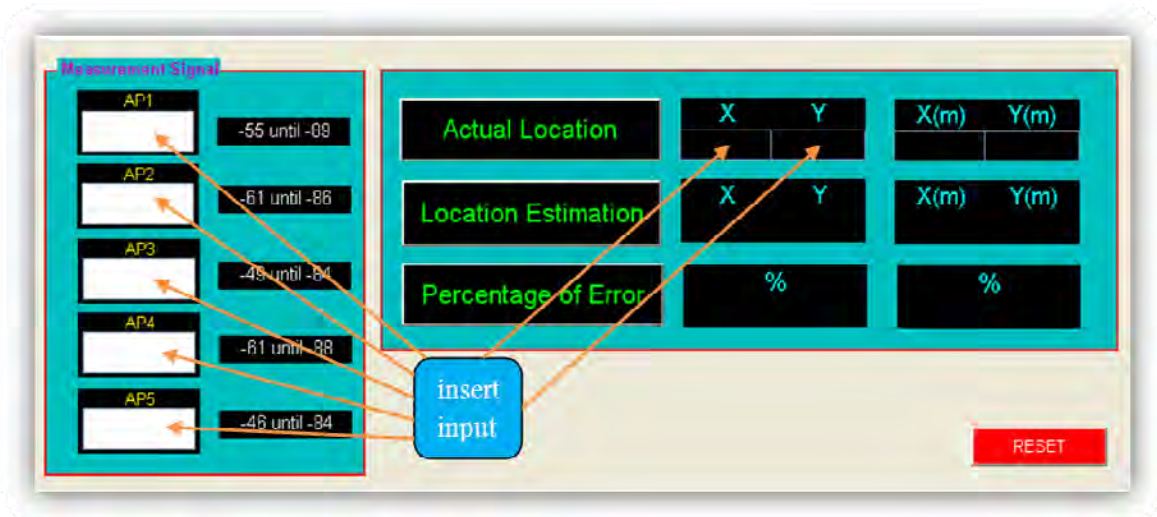 Measurement Signal
AP1
-55 until -89
AP2
-61 until -86
AP3
-49 until -84
AP4
-61 until -88
AP5
-46 until -84
Actual Location
X Y
X(m) Y(m)
Location Estimation
X Y
X(m) Y(m)
Percentage of Error
%
%
insert
input
RESET